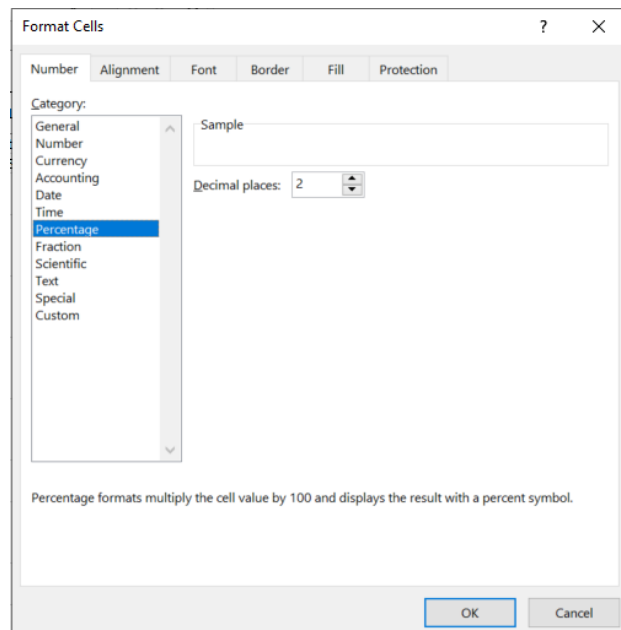 Format Cells
?
Number Alignment Font Border Fill Protection
Category:
General
Number
Currency
Accounting
Date
Time
Percentage
Fraction
Scientific
Text
Special
Custom
Sample
Decimal places: 2
Percentage formats multiply the cell value by 100 and displays the result with a percent symbol.
OK Cancel